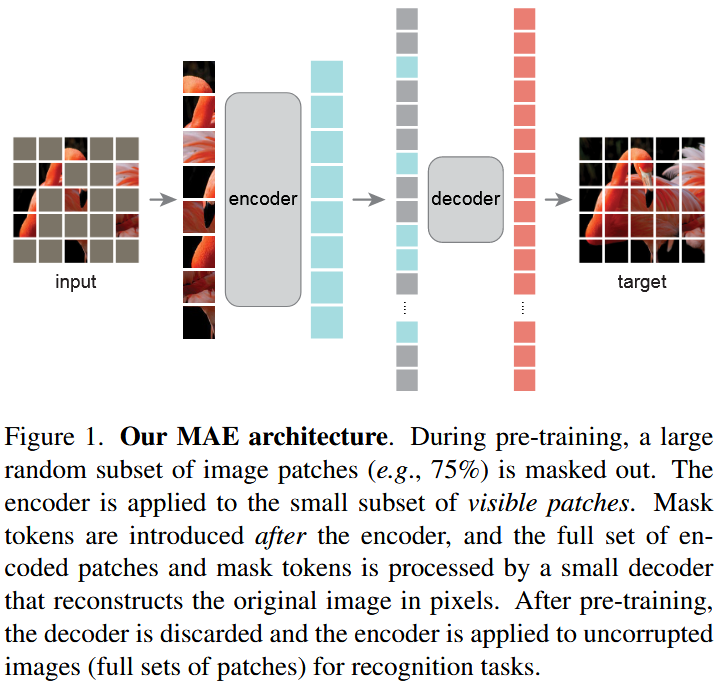 input
encoder
decoder
target
Figure 1. Our MAE architecture. During pre-training, a large
random subset of image patches (e.g., 75%) is masked out. The
encoder is applied to the small subset of visible patches. Mask
tokens are introduced after the encoder, and the full set of en-
coded patches and mask tokens is processed by a small decoder
that reconstructs the original image in pixels. After pre-training,
the decoder is discarded and the encoder is applied to uncorrupted
images (full sets of patches) for recognition tasks.